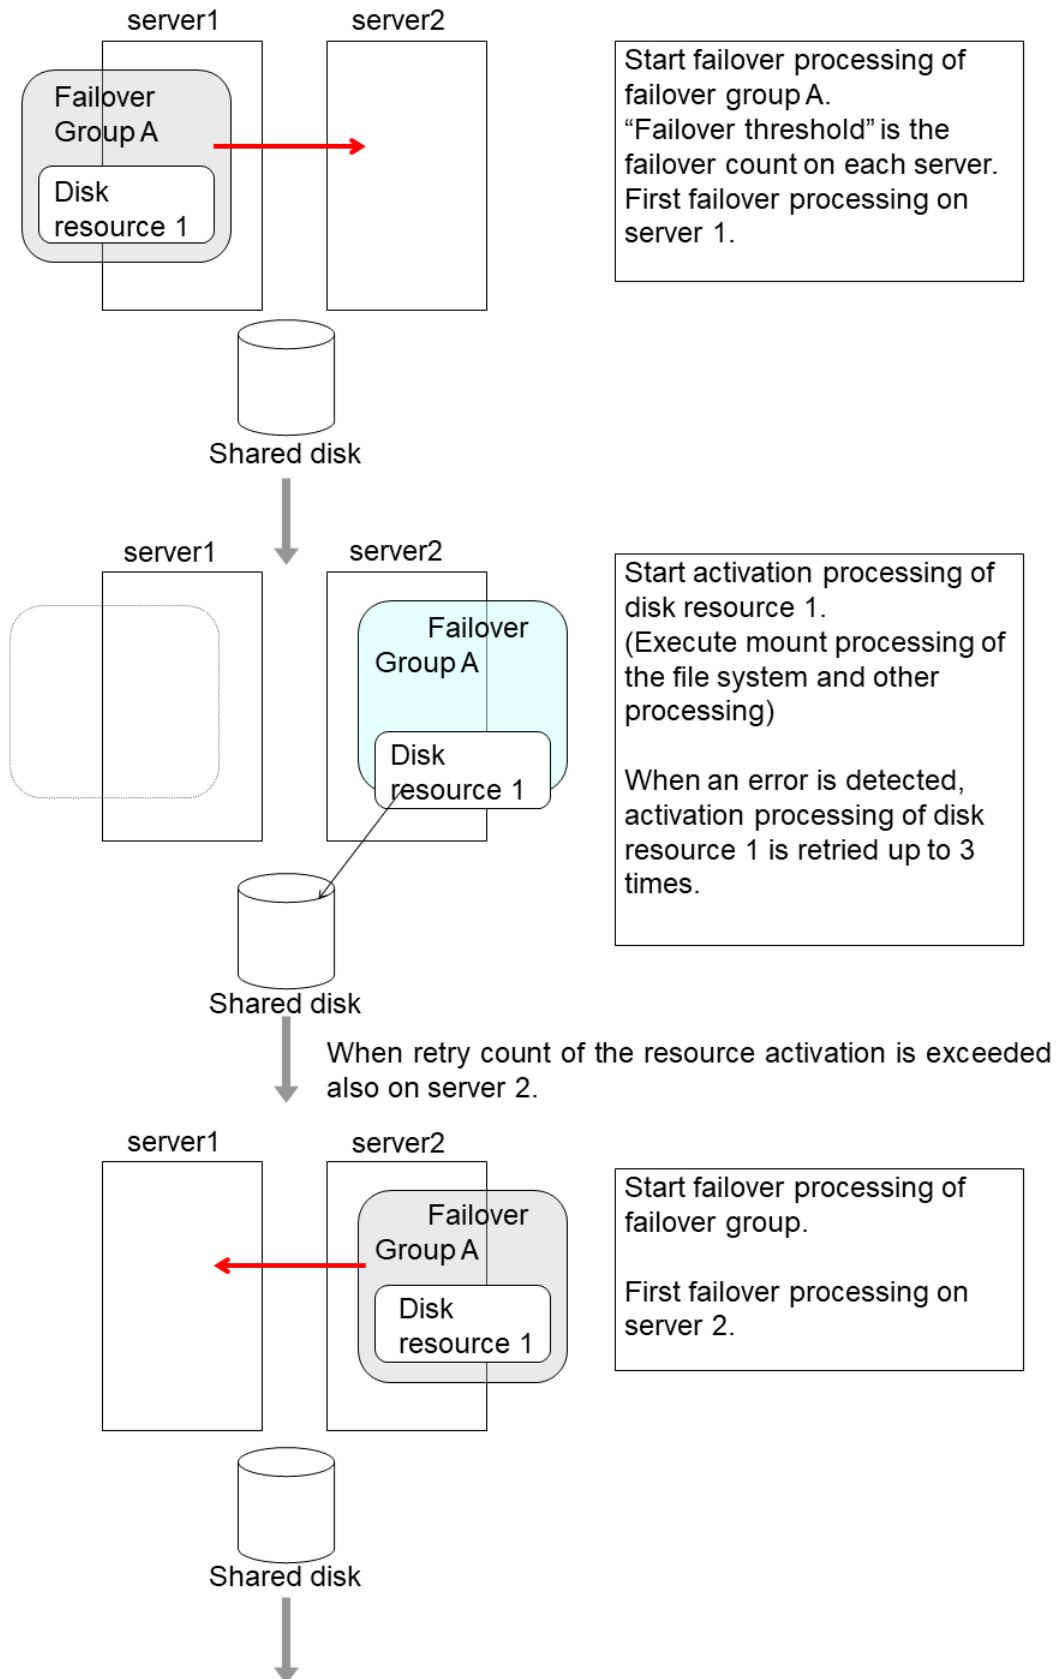 server1
server2
Failover
Group A
Disk
resource 1
Shared disk
Start failover processing of
failover group A.
“Failover threshold” is the
failover count on each server.
First failover processing on
server 1.
server1
server2
Failover
Group A
Disk
resource 1
Shared disk
Start activation processing of
disk resource 1.
(Execute mount processing of
the file system and other
processing)
When an error is detected,
activation processing of disk
resource 1 is retried up to 3
times.
When retry count of the resource activation is exceeded
also on server 2.
server1
server2
Failover
Group A
Disk
resource 1
Shared disk
Start failover processing of
failover group.
First failover processing on
server 2.